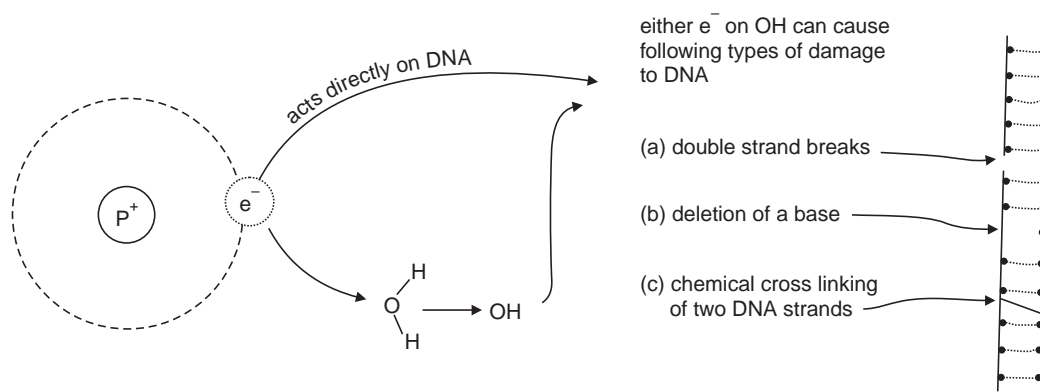 acts directly on DNA
P+
e−
H
O
H
OH
either e− on OH can cause
following types of damage
to DNA
(a) double strand breaks
(b) deletion of a base
(c) chemical cross linking
of two DNA strands